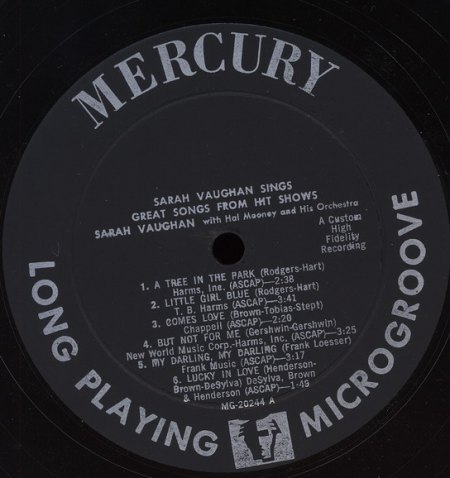 MERCURY
SARAH VAUGHAN SINGS
GREAT SONGS FROM HIT SHOWS
SARAH VAUGHAN with Hal Mooney and His Orchestra
A Custom
High
Fidelity
Recording
1. A TREE IN THE PARK (Rodgers-Hart)
Harms, Inc. (ASCAP)—2:38
2. LITTLE GIRL BLUE (Rodgers-Hart)
T. B. Harms (ASCAP)—3:41
3. COMES LOVE (Brown-Tobias-Stept)
Chappell (ASCAP)—2:20
4. BUT NOT FOR ME (Gershwin-Gershwin)
New World Music Corp.-Harms, Inc. (ASCAP)—3:25
5. MY DARLING, MY DARLING (Frank Loesser)
Frank Music (ASCAP)—3:17
6. LUCKY IN LOVE (Henderson-
Brown-DeSylva) DeSylva, Brown
& Henderson (ASCAP)—1:49
MG-20244 A
LONG PLAYING MICROGROOVE